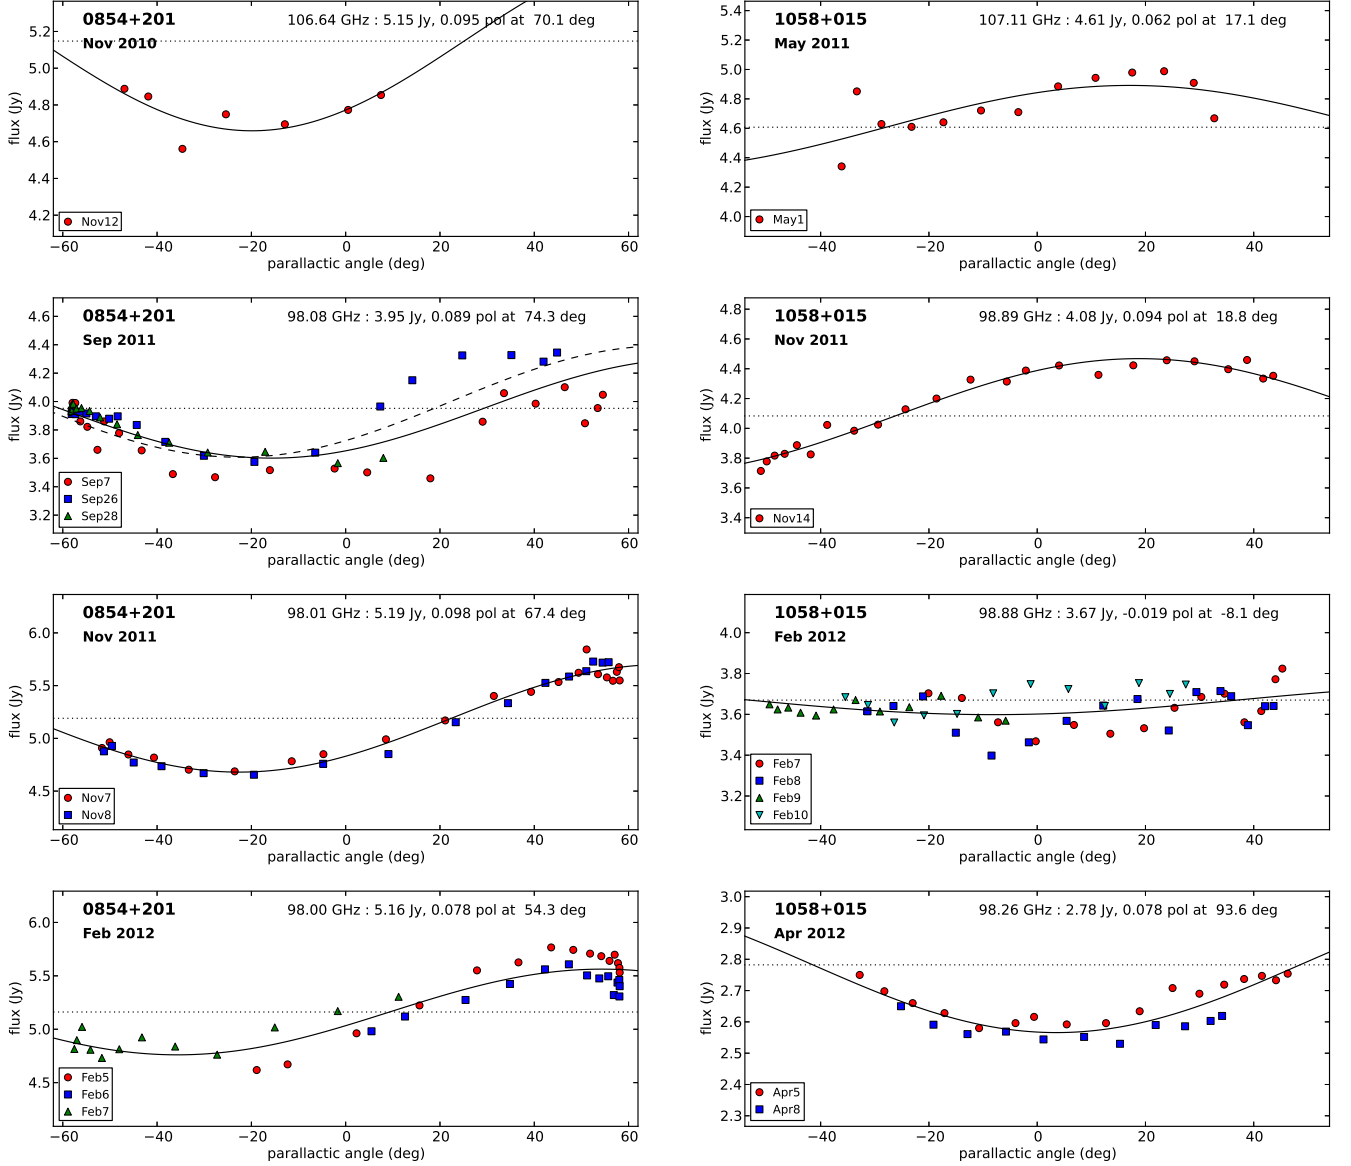 0854+201
106.64 GHz : 5.15 Jy, 0.095 pol at 70.1 deg
Nov 2010
flux (Jy)
5.2
5.0
4.8
4.6
4.4
4.2
Nov12
−60 −40 −20 0 20 40 60
parallactic angle (deg)
1058+015
107.11 GHz : 4.61 Jy, 0.062 pol at 17.1 deg
May 2011
flux (Jy)
5.4
5.2
5.0
4.8
4.6
4.4
4.2
4.0
May1
−40 −20 0 20 40
parallactic angle (deg)
0854+201
98.08 GHz : 3.95 Jy, 0.089 pol at 74.3 deg
Sep 2011
flux (Jy)
4.6
4.4
4.2
4.0
3.8
3.6
3.4
3.2
Sep7
Sep26
Sep28
−60 −40 −20 0 20 40 60
parallactic angle (deg)
1058+015
98.89 GHz : 4.08 Jy, 0.094 pol at 18.8 deg
Nov 2011
flux (Jy)
4.8
4.6
4.4
4.2
4.0
3.8
3.6
3.4
Nov14
−40 −20 0 20 40
parallactic angle (deg)
0854+201
98.01 GHz : 5.19 Jy, 0.098 pol at 67.4 deg
Nov 2011
flux (Jy)
6.0
5.5
5.0
4.5
Nov7
Nov8
−60 −40 −20 0 20 40 60
parallactic angle (deg)
1058+015
98.88 GHz : 3.67 Jy, -0.019 pol at -8.1 deg
Feb 2012
flux (Jy)
4.0
3.8
3.6
3.4
3.2
Feb7
Feb8
Feb9
Feb10
−40 −20 0 20 40
parallactic angle (deg)
0854+201
98.00 GHz : 5.16 Jy, 0.078 pol at 54.3 deg
Feb 2012
flux (Jy)
6.0
5.5
5.0
4.5
Feb5
Feb6
Feb7
−60 −40 −20 0 20 40 60
parallactic angle (deg)
1058+015
98.26 GHz : 2.78 Jy, 0.078 pol at 93.6 deg
Apr 2012
flux (Jy)
3.0
2.9
2.8
2.7
2.6
2.5
2.4
2.3
Apr5
Apr8
−40 −20 0 20 40
parallactic angle (deg)